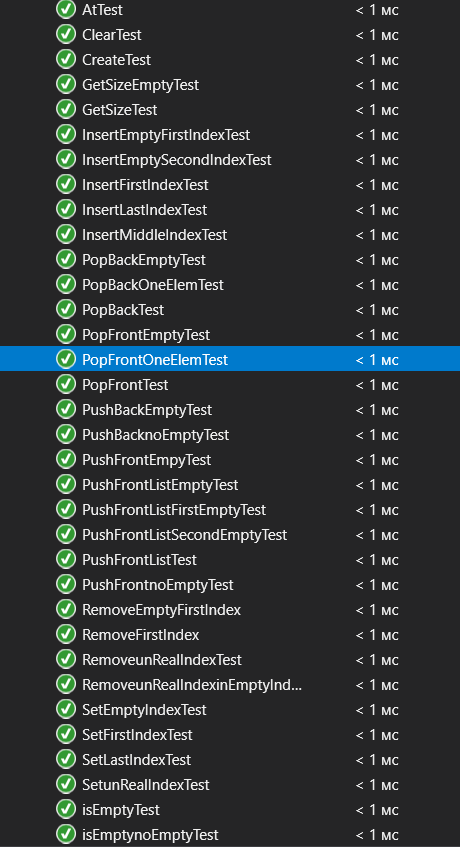 AtTest < 1 мс
ClearTest < 1 мс
CreateTest < 1 мс
GetSizeEmptyTest < 1 мс
GetSizeTest < 1 мс
InsertEmptyFirstIndexTest < 1 мс
InsertEmptySecondIndexTest < 1 мс
InsertFirstIndexTest < 1 мс
InsertLastIndexTest < 1 мс
InsertMiddleIndexTest < 1 мс
PopBackEmptyTest < 1 мс
PopBackOneElemTest < 1 мс
PopBackTest < 1 мс
PopFrontEmptyTest < 1 мс
PopFrontOneElemTest < 1 мс
PopFrontTest < 1 мс
PushBackEmptyTest < 1 мс
PushBacknoEmptyTest < 1 мс
PushFrontEmpyTest < 1 мс
PushFrontListEmptyTest < 1 мс
PushFrontListFirstEmptyTest < 1 мс
PushFrontListSecondEmptyTest < 1 мс
PushFrontListTest < 1 мс
PushFrontnoEmptyTest < 1 мс
RemoveEmptyFirstIndex < 1 мс
RemoveFirstIndex < 1 мс
RemoveunRealIndexTest < 1 мс
RemoveunRealIndexinEmptyInd... < 1 мс
SetEmptyIndexTest < 1 мс
SetFirstIndexTest < 1 мс
SetLastIndexTest < 1 мс
SetunRealIndexTest < 1 мс
isEmptyTest < 1 мс
isEmptynoEmptyTest < 1 мс